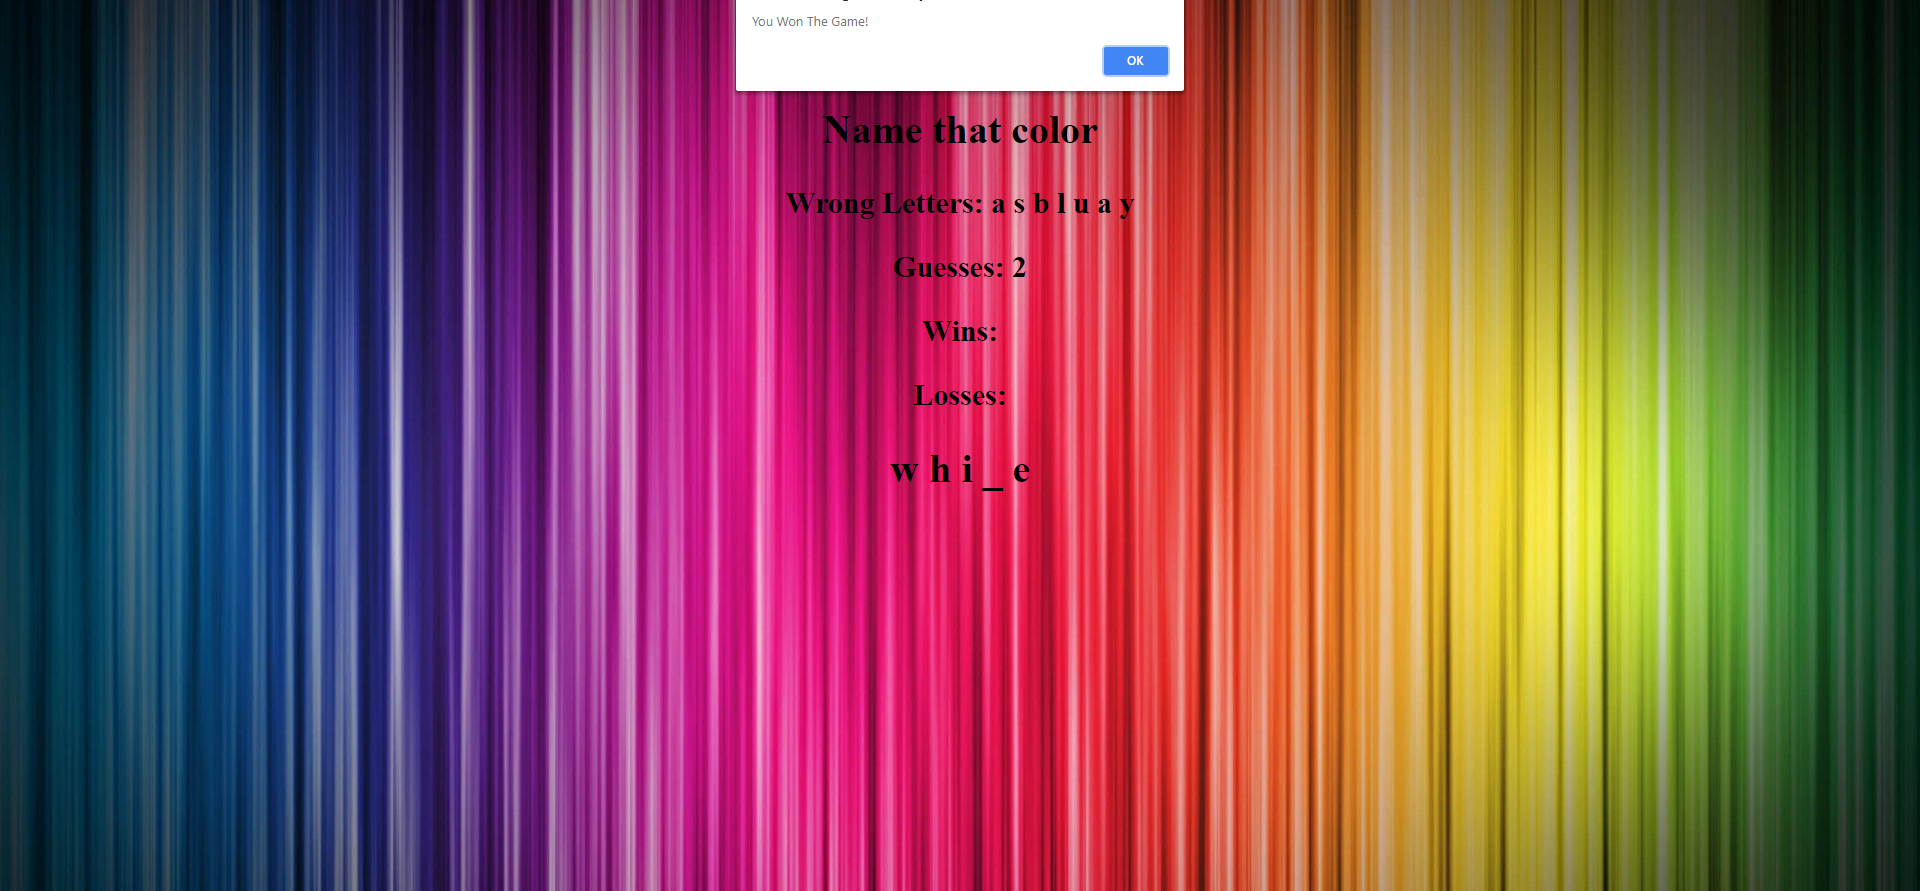 You Won The Game!
OK
Name that color
Wrong Letters: a s b l u a y
Guesses: 2
Wins:
Losses:
w h i _ e